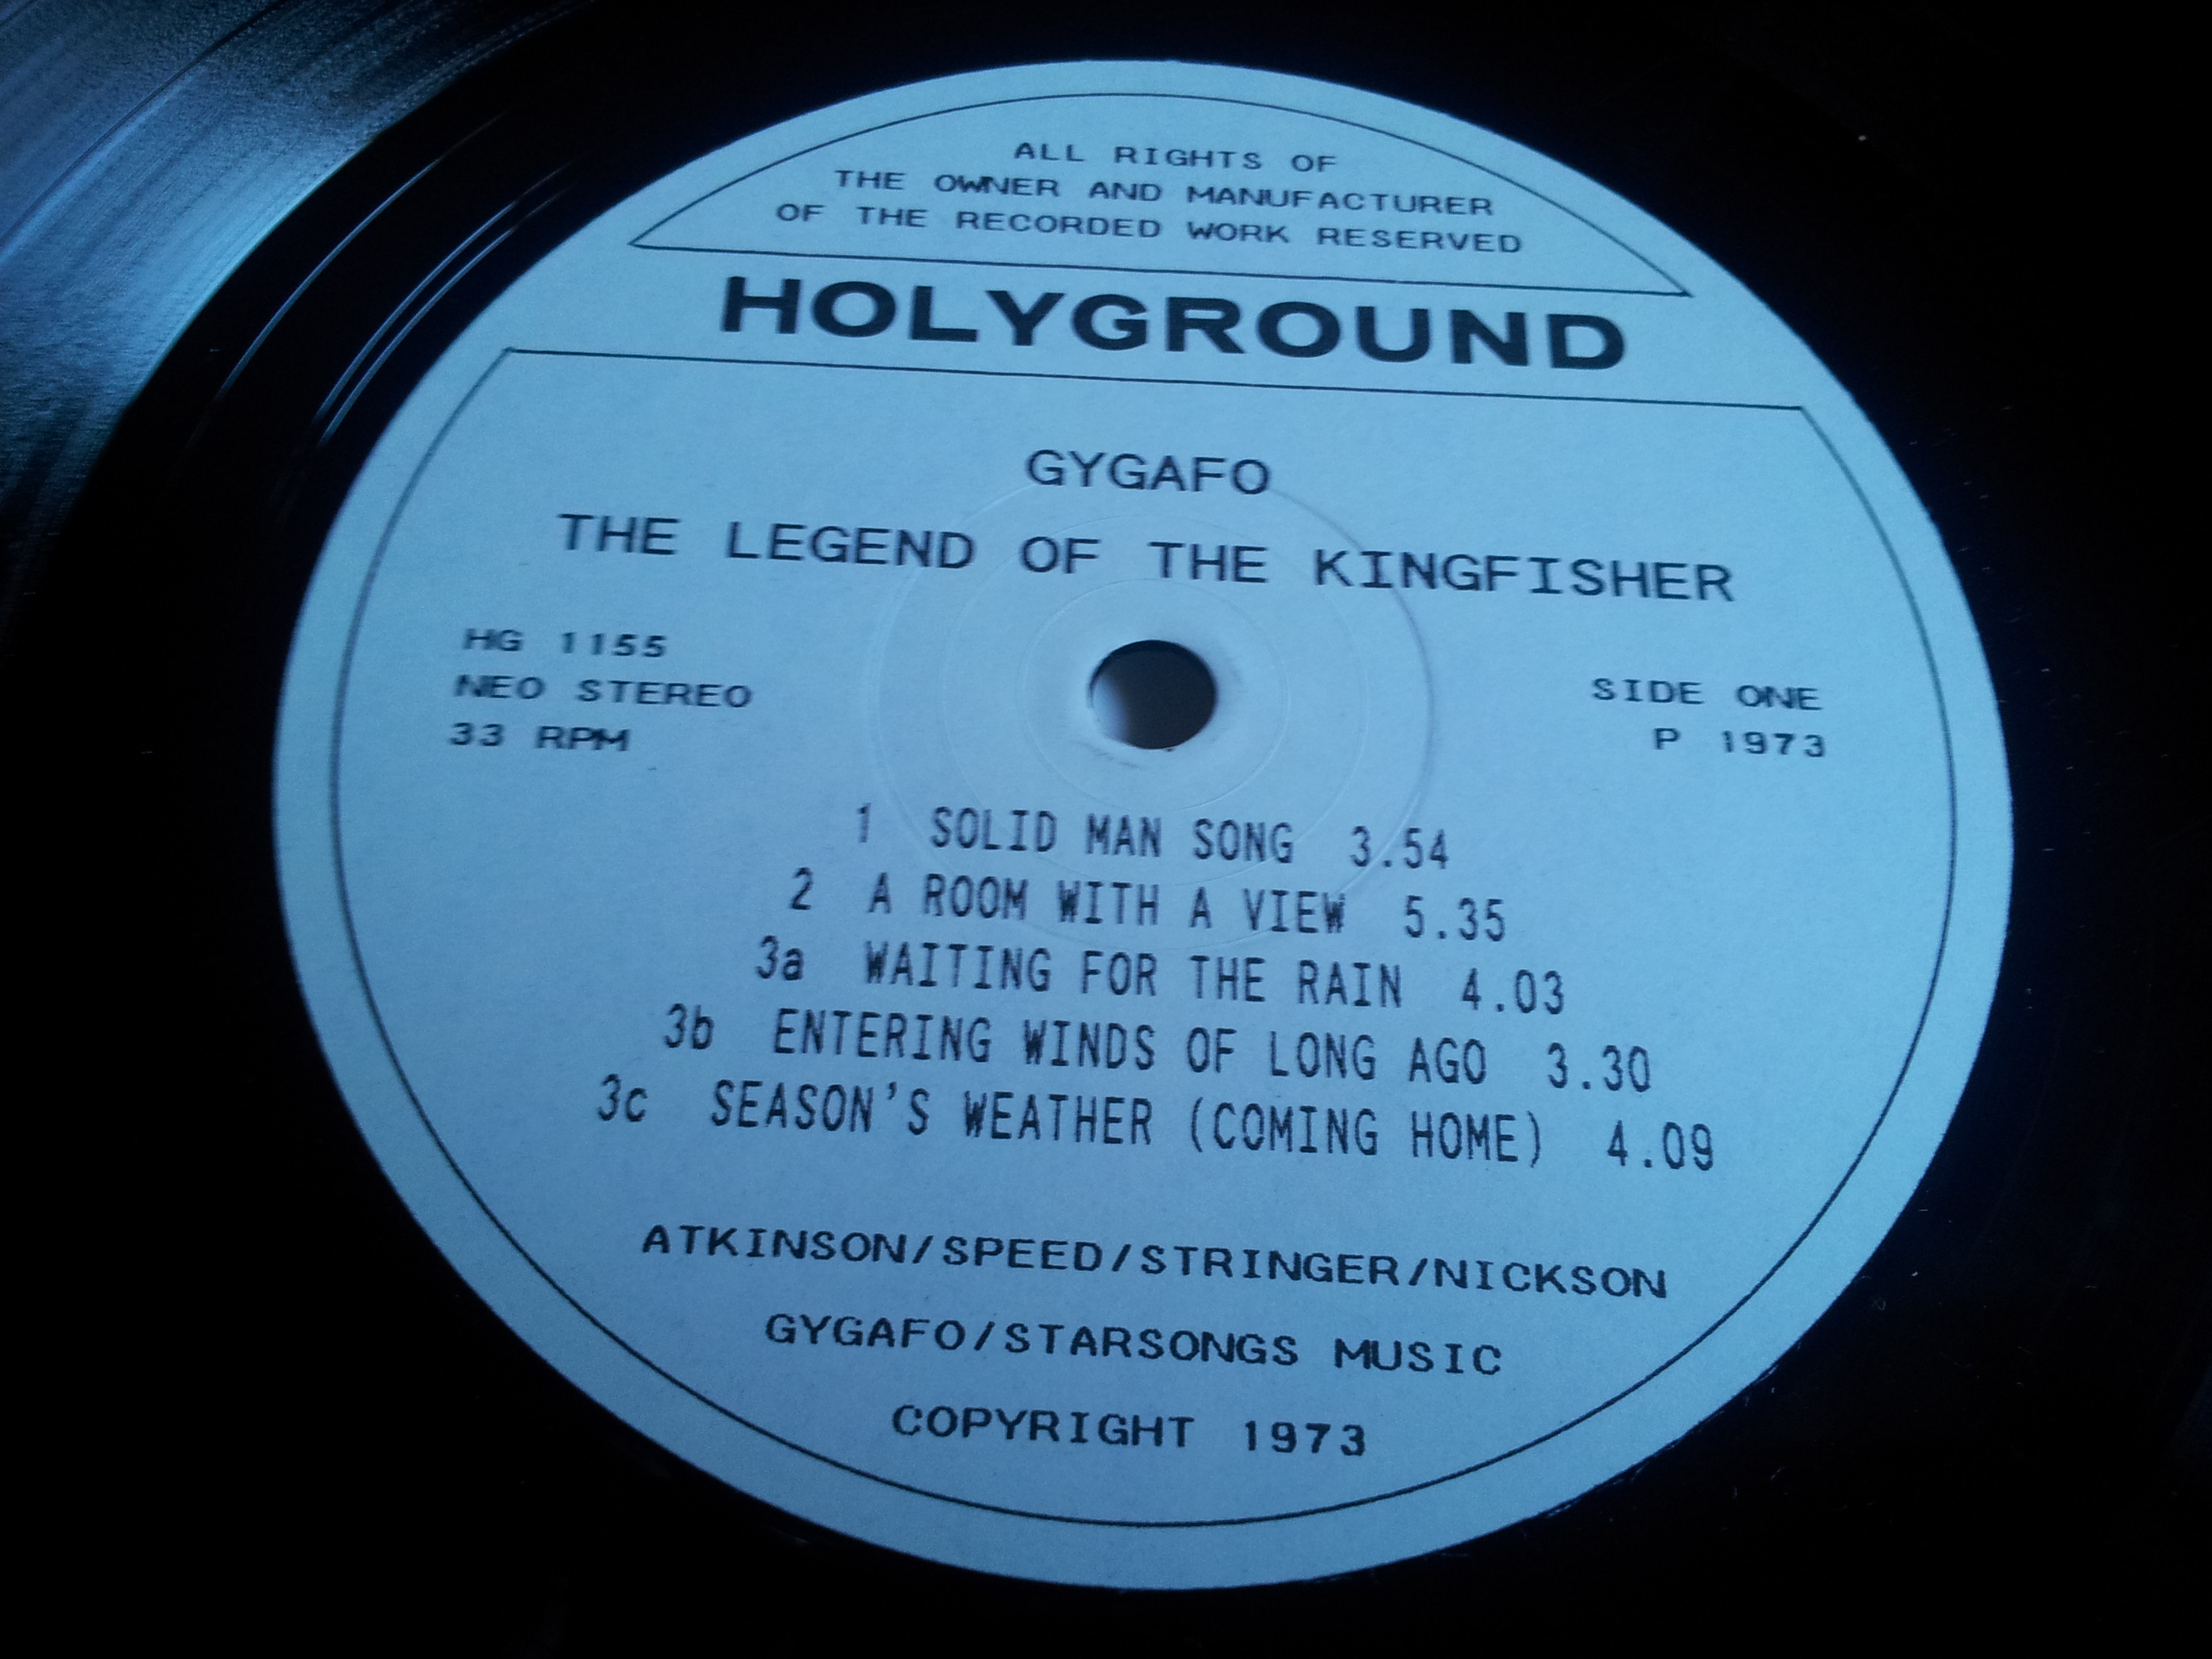 ALL RIGHTS OF
THE OWNER AND MANUFACTURER
OF THE RECORDED WORK RESERVED
HOLYGROUND
GYGAFO
THE LEGEND OF THE KINGFISHER
HG 1155
NEO STEREO
33 RPM
SIDE ONE
P 1973
1 SOLID MAN SONG 3.54
2 A ROOM WITH A VIEW 5.35
3a WAITING FOR THE RAIN 4.03
3b ENTERING WINDS OF LONG AGO 3.30
3c SEASON'S WEATHER (COMING HOME) 4.09
ATKINSON/SPEED/STRINGER/NICKSON
GYGAFO/STARSONGS MUSIC
COPYRIGHT 1973